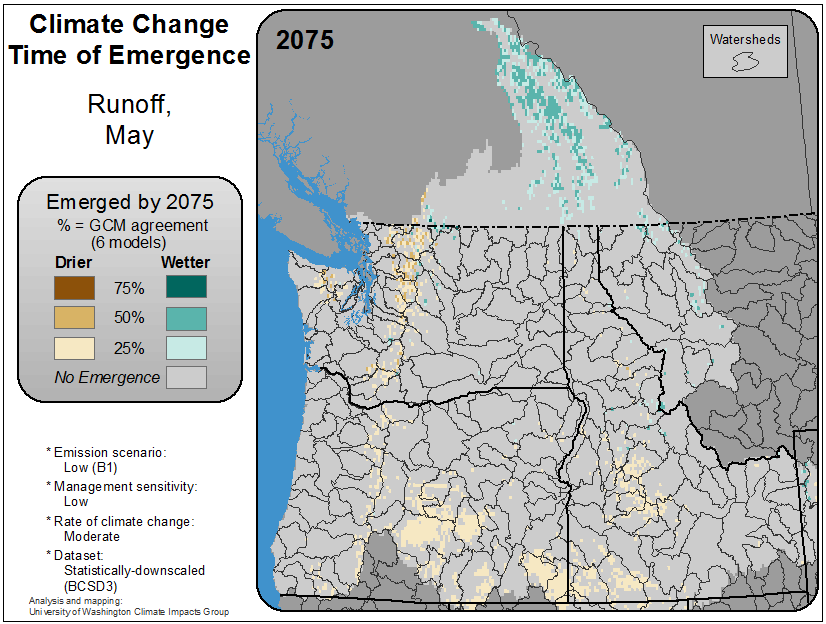 Climate Change
Time of Emergence
Runoff,
May
Emerged by 2075
% = GCM agreement
(6 models)
Drier Wetter
75%
50%
25%
No Emergence
* Emission scenario:
Low (B1)
* Management sensitivity:
Low
* Rate of climate change:
Moderate
* Dataset:
Statistically-downscaled
(BCSD3)
Analysis and mapping:
University of Washington Climate Impacts Group
2075
Watersheds